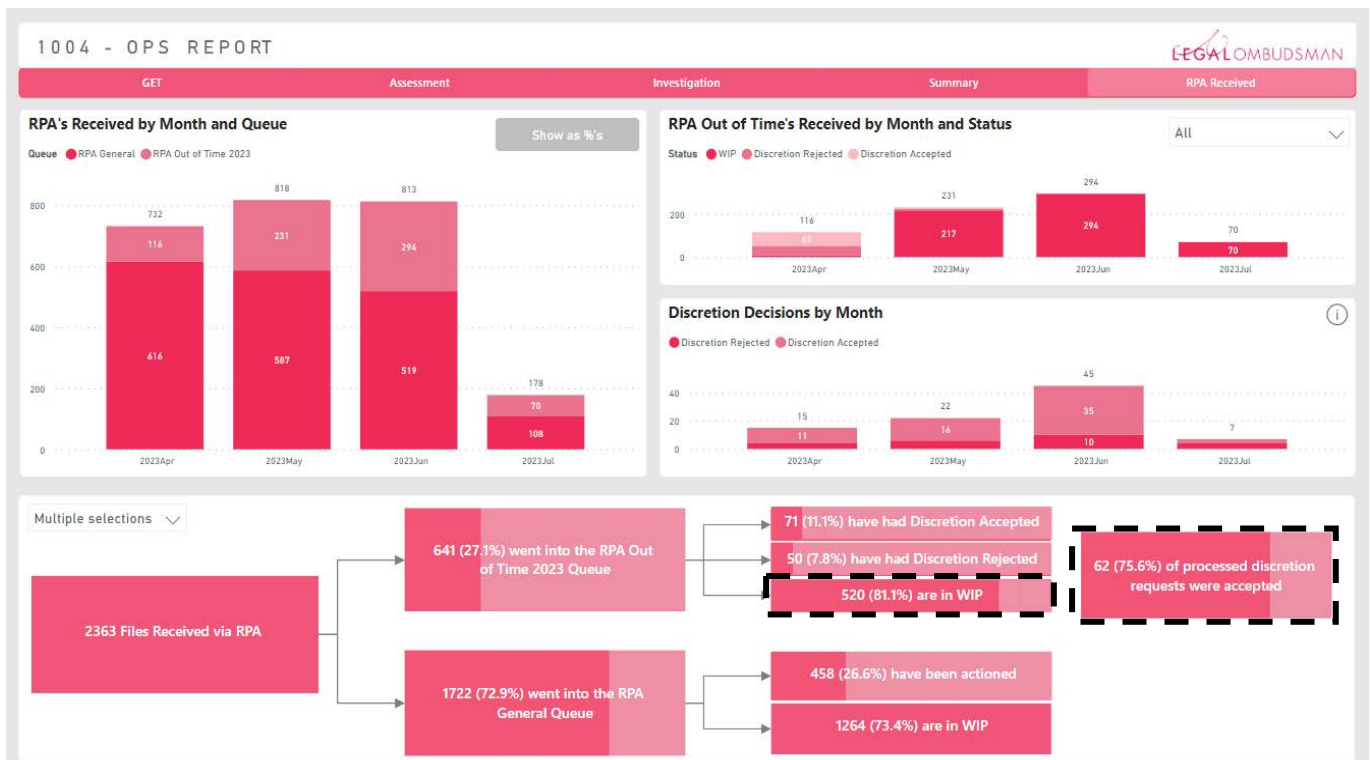 1004 - OPS REPORT
LEGAL OMBUDSMAN
GET Assessment Investigation Summary RPA Received
RPA's Received by Month and Queue
Show as %'s
Queue RPA General RPA Out of Time 2023
800
600
400
200
0
732
116
616
2023Apr
818
231
587
2023May
813
294
519
2023Jun
178
70
108
2023Jul
RPA Out of Time's Received by Month and Status
All
Status WIP Discretion Rejected Discretion Accepted
200
0
116
63
2023Apr
231
217
2023May
294
294
2023Jun
70
70
2023Jul
Discretion Decisions by Month
i
Discretion Rejected Discretion Accepted
40
20
0
15
11
2023Apr
22
16
2023May
45
35
10
2023Jun
7
2023Jul
Multiple selections
2363 Files Received via RPA
641 (27.1%) went into the RPA Out
of Time 2023 Queue
1722 (72.9%) went into the RPA
General Queue
71 (11.1%) have had Discretion Accepted
50 (7.8%) have had Discretion Rejected
520 (81.1%) are in WIP
458 (26.6%) have been actioned
1264 (73.4%) are in WIP
62 (75.6%) of processed discretion
requests were accepted